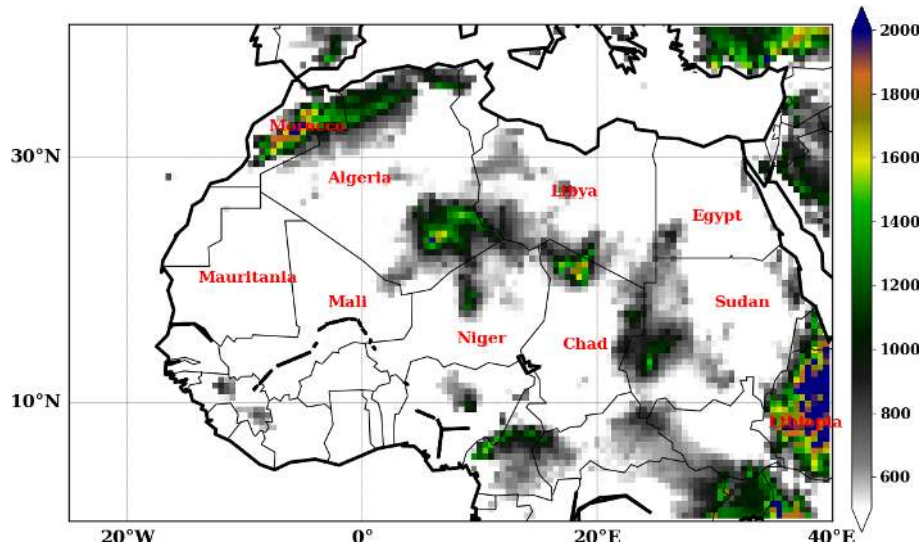 2000
1800
Morocco
30°N
1600
Algeria
Libya
Egypt
1400
Mauritania
Mali
Sudan
1200
Niger
Chad
1000
10°N
Ethiopia
800
600
20°W
0°
20°E
40°E